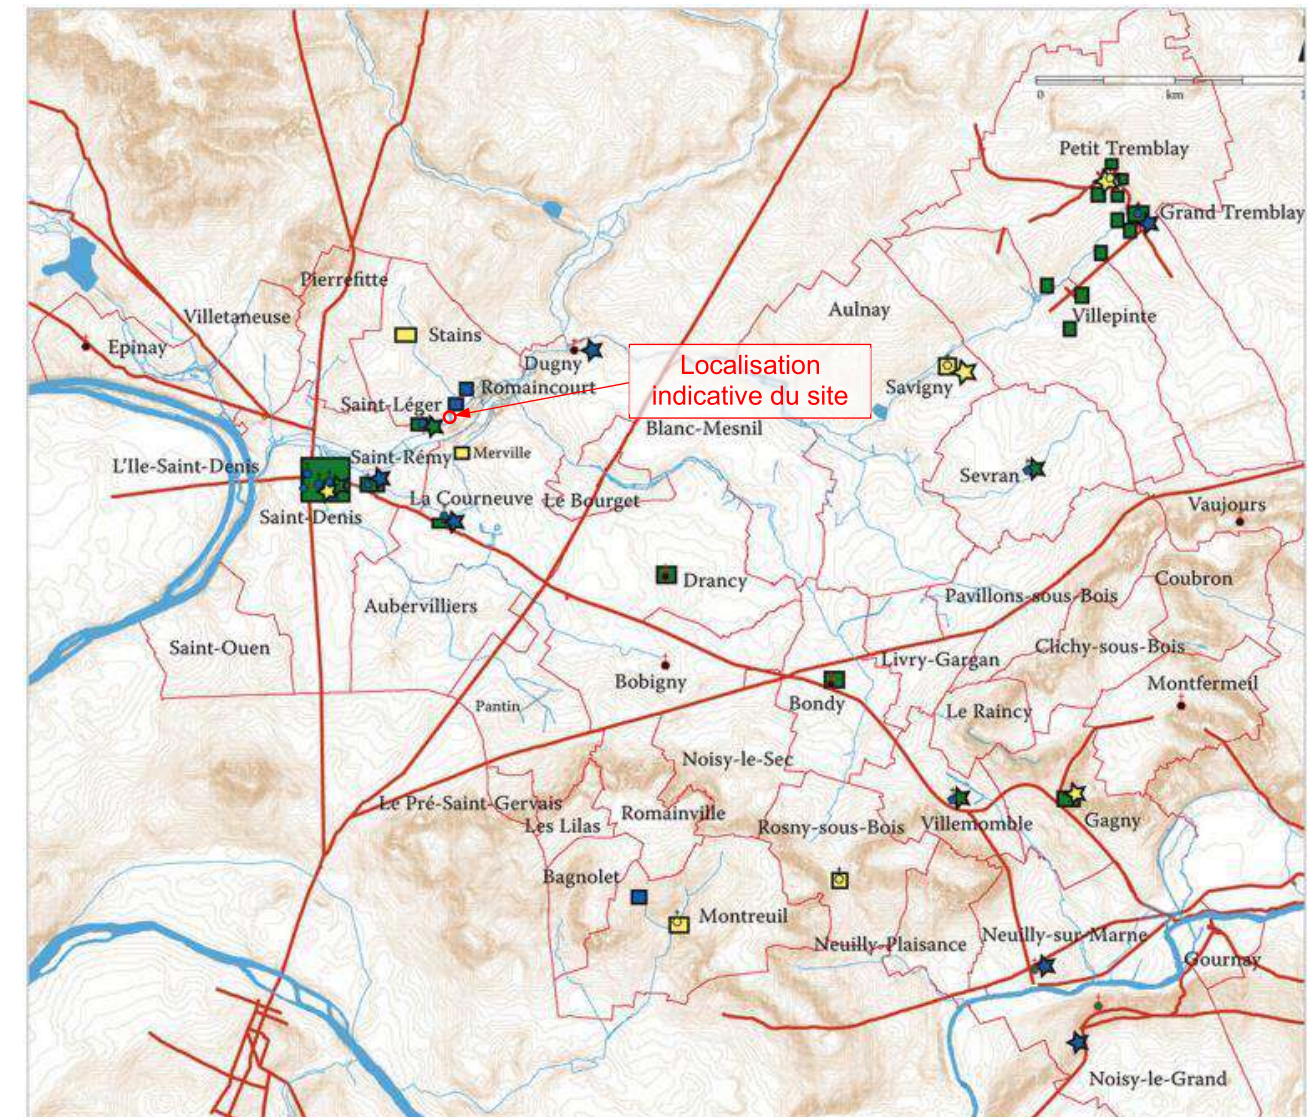 0
km
1
Petit Tremblay
Grand Tremblay
Pierrefitte
Aulnay
Villetaneuse
Villepinte
Stains
Epinay
Dugny
Localisation
indicative du site
Romaincourt
Savigny
Saint-Léger
Blanc-Mesnil
Saint-Rémy
Merville
L'Ile-Saint-Denis
Sevran
La Courneuve
Le Bourget
Vaujours
Saint-Denis
Drancy
Coubron
Pavillons-sous-Bois
Aubervilliers
Saint-Ouen
Clichy-sous-Bois
Livry-Gargan
Bobigny
Montfermeil
Pantin
Bondy
Le Raincy
Noisy-le-Sec
Le Pré-Saint-Gervais
Romainville
Les Lilas
Rosny-sous-Bois
Villemomble
Gagny
Bagnolet
Montreuil
Neuilly-Plaisance
Neuilly-sur-Marne
Gournay
Noisy-le-Grand